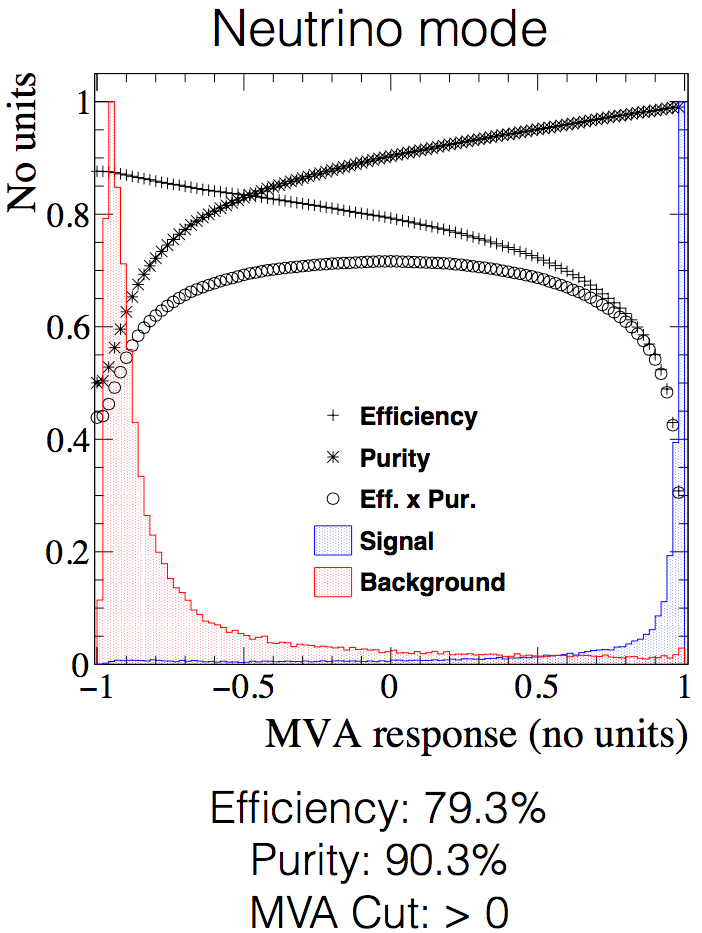 Neutrino mode
No units
1
0.8
0.6
0.4
0.2
0
Efficiency
Purity
Eff. x Pur.
Signal
Background
−1
−0.5
0
0.5
1
MVA response (no units)
Efficiency: 79.3%
Purity: 90.3%
MVA Cut: > 0